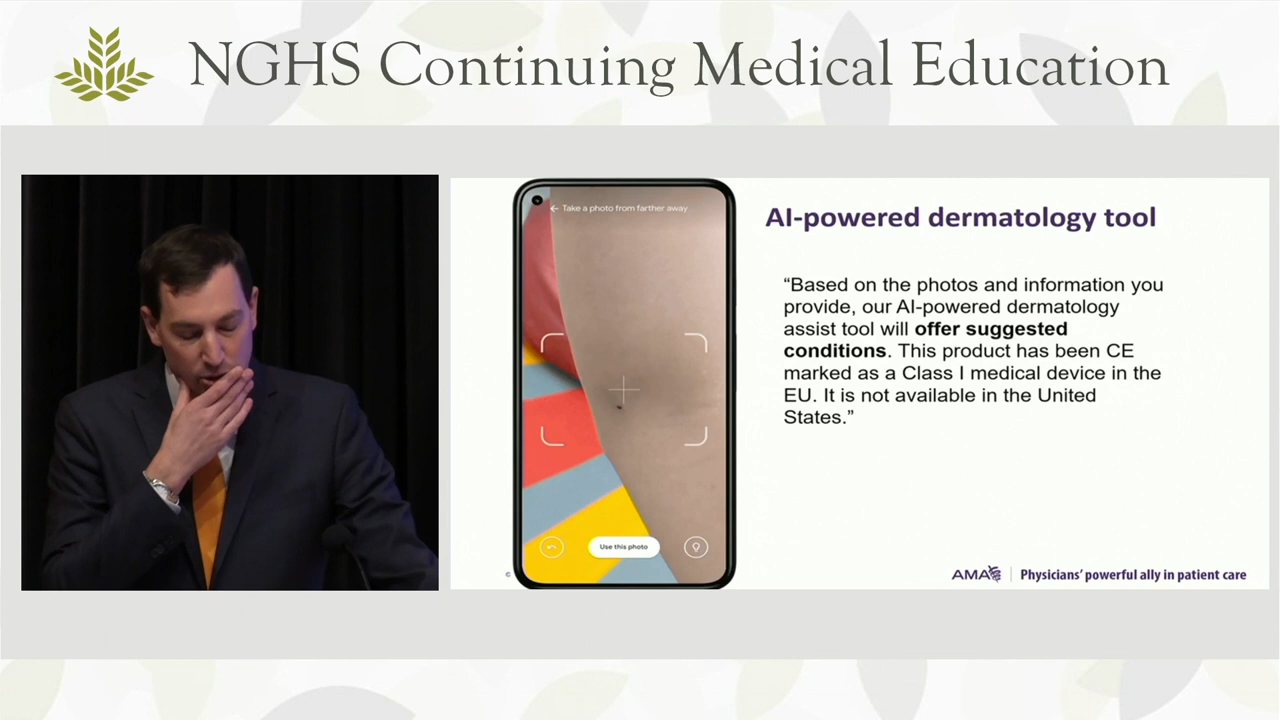 NGHS Continuing Medical Education
Take a photo from farther away
Use this photo
AI-powered dermatology tool
“Based on the photos and information you
provide, our AI-powered dermatology
assist tool will offer suggested
conditions. This product has been CE
marked as a Class I medical device in the
EU. It is not available in the United
States.”
©
AMA
Physicians’ powerful ally in patient care